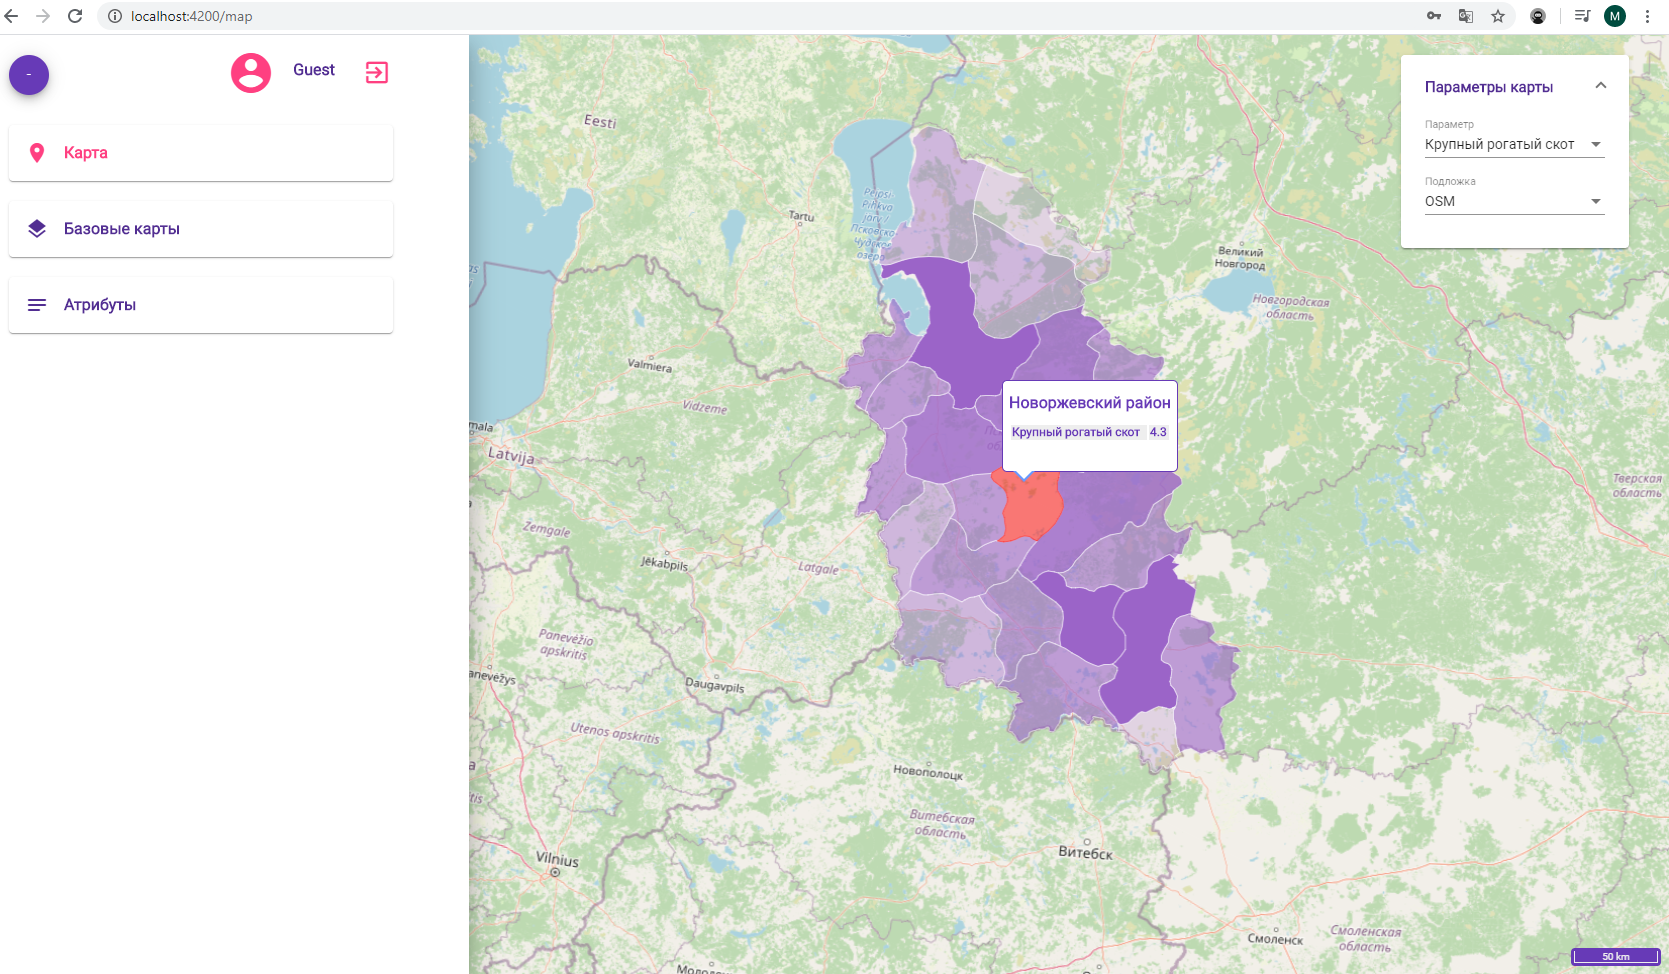 localhost:4200/map
M
-
Guest
Карта
Базовые карты
Атрибуты
Параметры карты
Параметр
Крупный рогатый скот
Подложка
OSM
Eesti
Tartu
Peipsi
Pihkva
järv /
Псковско
Чудское
озеро
Великий
Новгород
Новгородская
область
Valmiera
Vidzeme
Новоржевский район
Крупный рогатый скот 4.3
mala
Latvija
Тверская
область
Zemgale
Jēkabpils
Latgale
Panevėžio
apskritis
anevėžys
Daugavpils
Utenos apskritis
Новополоцк
Витебская
область
Витебск
Vilnius
Смоленск
Смоленская
область
Молодечно
50 km